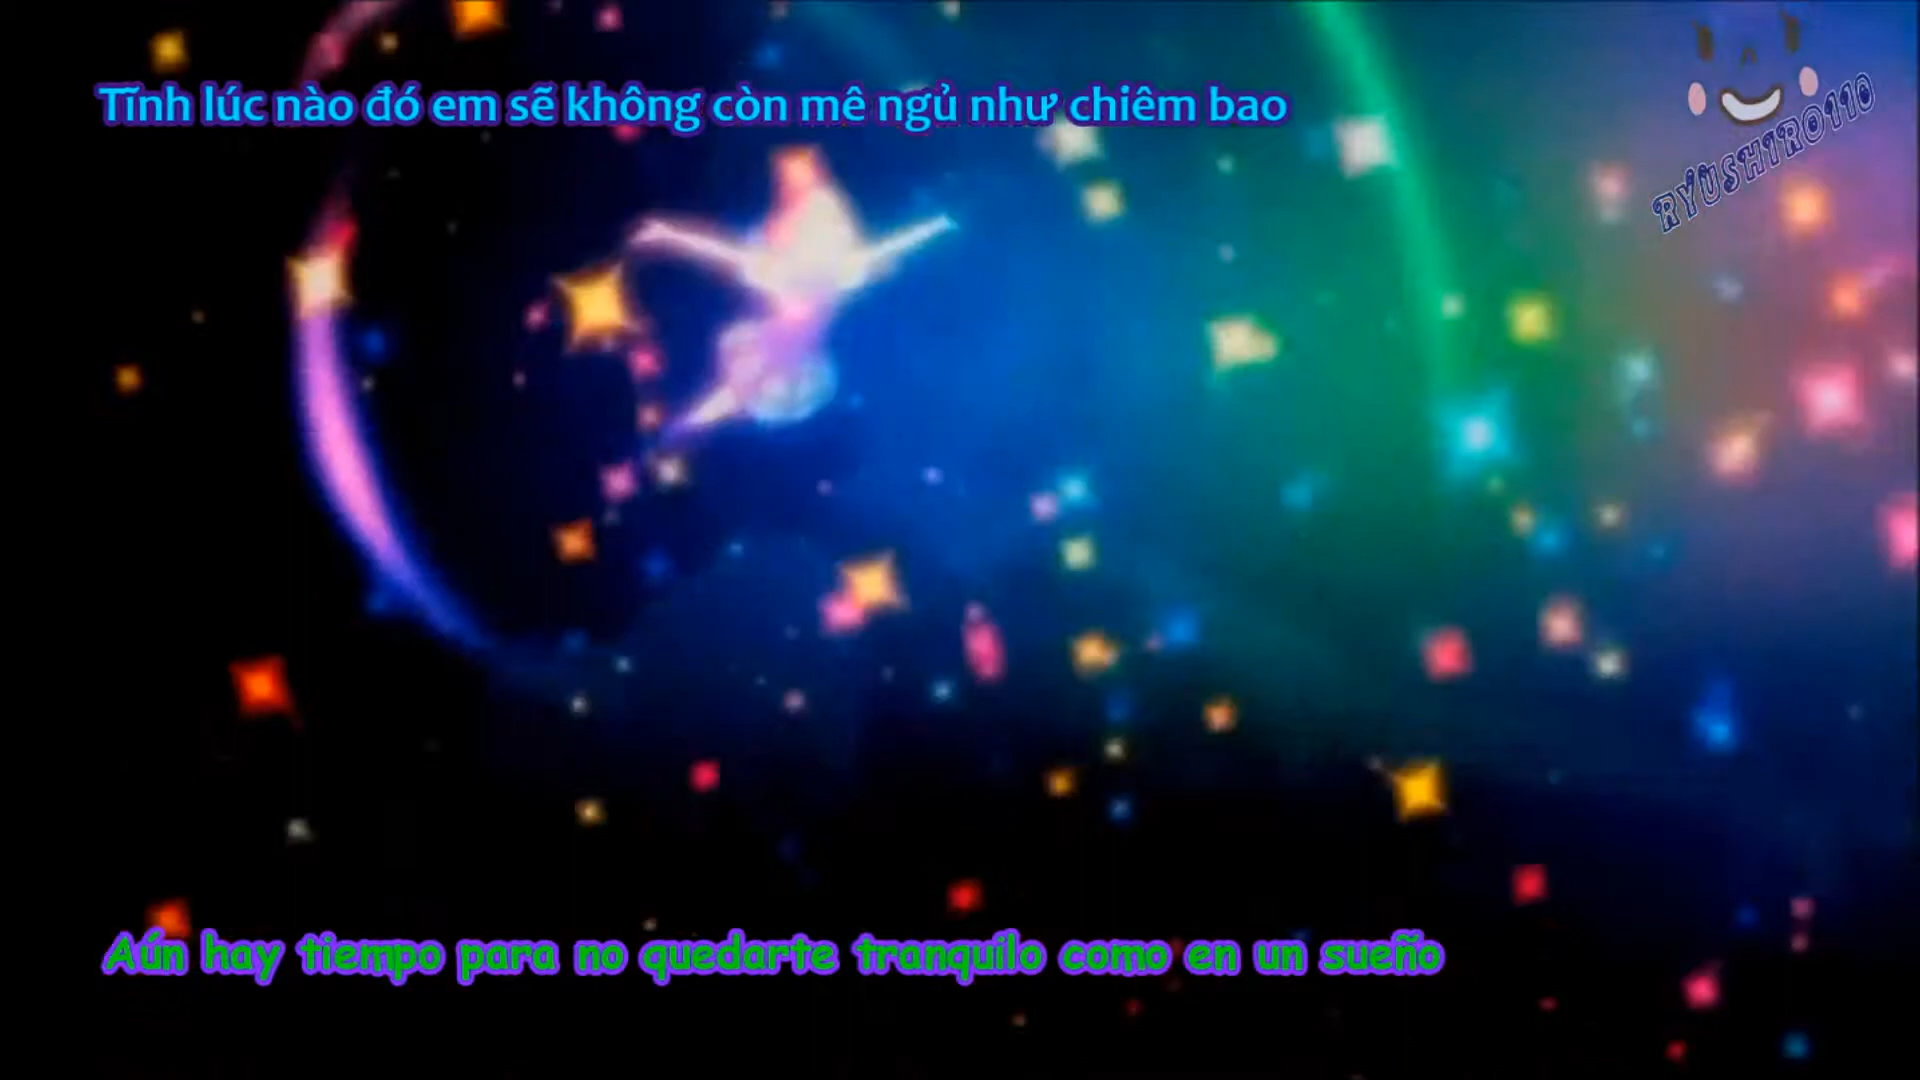 Tĩnh lúc nào đó em sẽ không còn mê ngủ như chiêm bao
RYUSHIRO110
Aún hay tiempo para no quedarte tranquilo como en un sueño